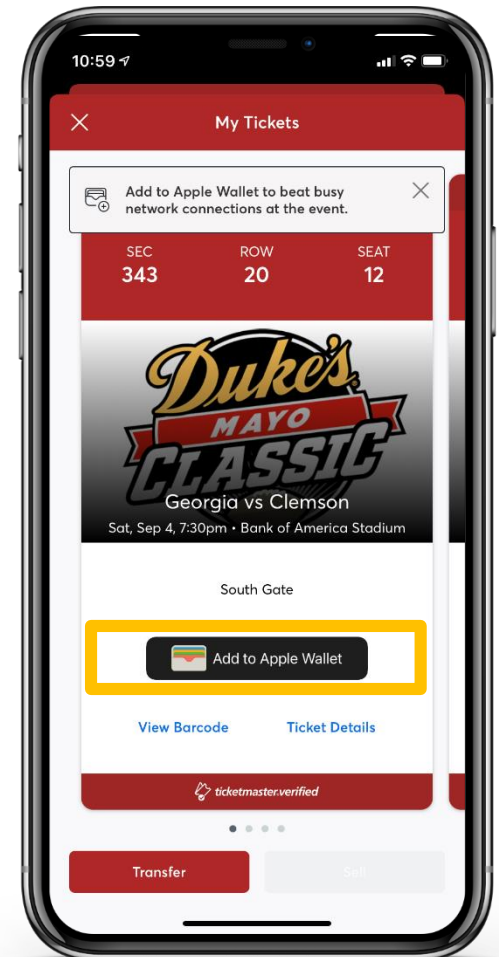 10:59
My Tickets
Add to Apple Wallet to beat busy
network connections at the event.
SEC ROW SEAT
343 20 12
Duke's
MAYO
CLASSIC
Georgia vs Clemson
Sat, Sep 4, 7:30pm • Bank of America Stadium
South Gate
Add to Apple Wallet
View Barcode Ticket Details
ticketmaster.verified
Transfer Sell